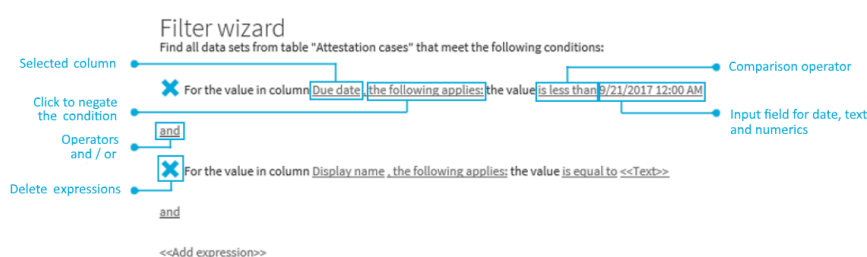 Filter wizard
Find all data sets from table "Attestation cases" that meet the following conditions:
Selected column
Comparison operator
For the value in column Due date , the following applies: the value is less than 9/21/2017 12:00 AM
Click to negate
the condition
Input field for date, text
and numerics
and
Operators
and / or
For the value in column Display name , the following applies: the value is equal to <<Text>>
Delete expressions
and
<<Add expression>>